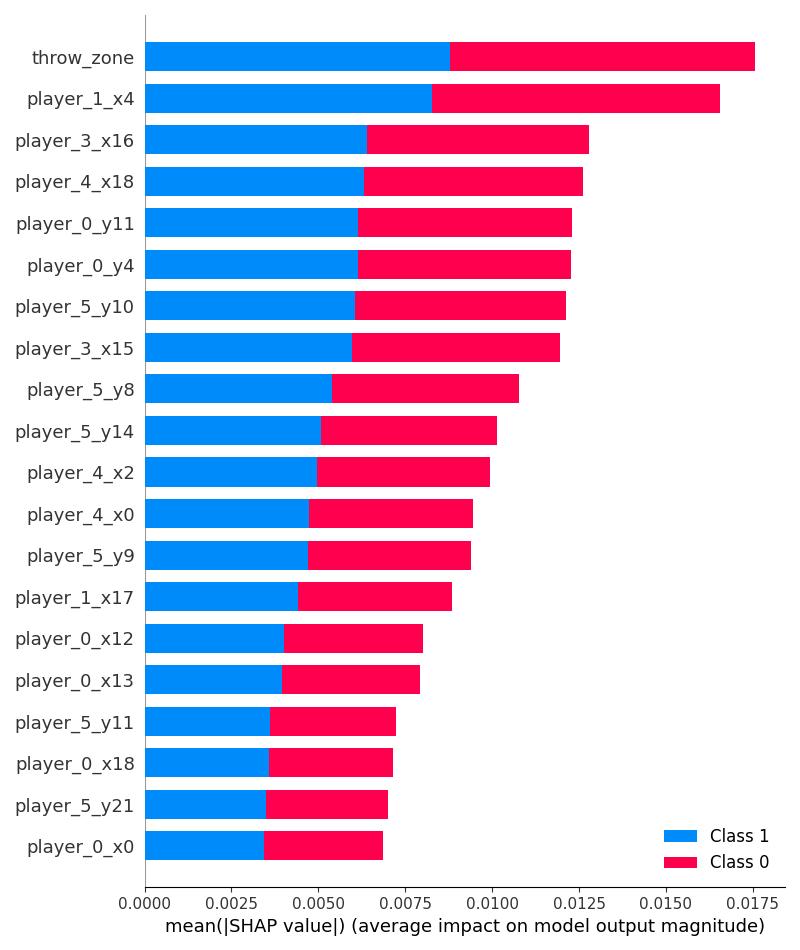 throw_zone
player_1_x4
player_3_x16
player_4_x18
player_0_y11
player_0_y4
player_5_y10
player_3_x15
player_5_y8
player_5_y14
player_4_x2
player_4_x0
player_5_y9
player_1_x17
player_0_x12
player_0_x13
player_5_y11
player_0_x18
player_5_y21
player_0_x0
Class 1
Class 0
0.0000 0.0025 0.0050 0.0075 0.0100 0.0125 0.0150 0.0175
mean(|SHAP value|) (average impact on model output magnitude)